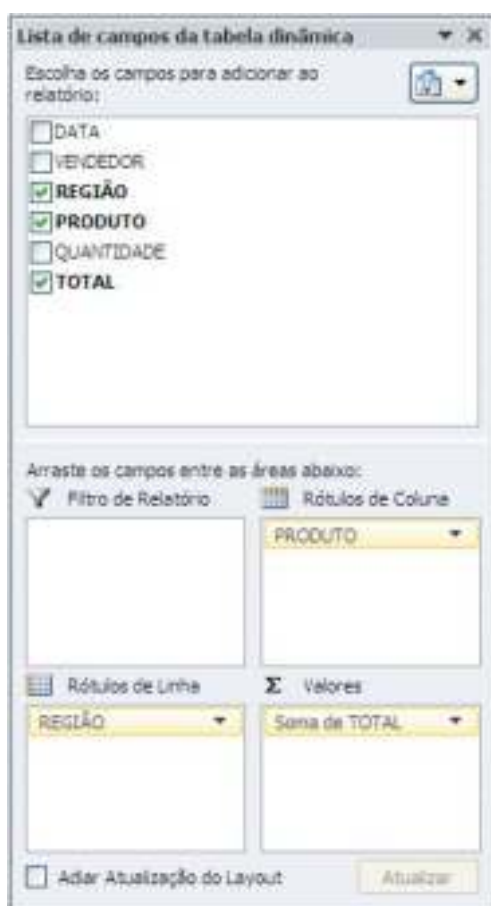 Lista de campos da tabela dinâmica
Escolha os campos para adicionar ao
relatório:
DATA
VENDEDOR
REGIÃO
PRODUTO
QUANTIDADE
TOTAL
Arraste os campos entre as áreas abaixo:
Filtro de Relatório
Rótulos de Coluna
PRODUTO
Rótulos de Linha
Σ Valores
REGIÃO
Soma de TOTAL
Adiar Atualização do Layout
Atualizar